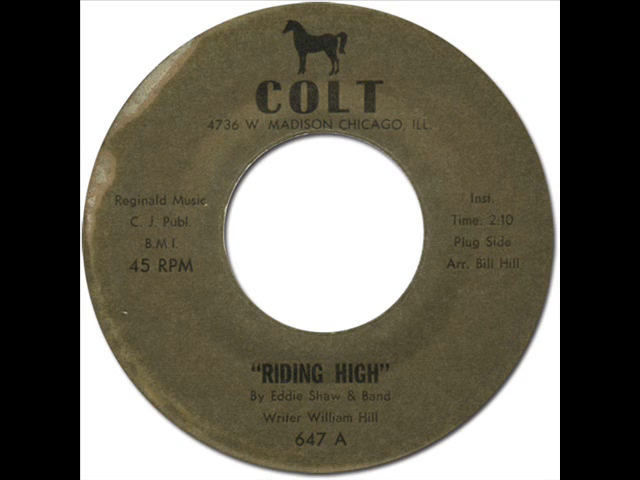 COLT
4736 W. MADISON CHICAGO, ILL.
Reginald Music
C. J. Publ.
B.M.I.
45 RPM
Inst.
Time: 2:10
Plug Side
Arr. Bill Hill
"RIDING HIGH"
By Eddie Shaw & Band
Writer William Hill
647 A